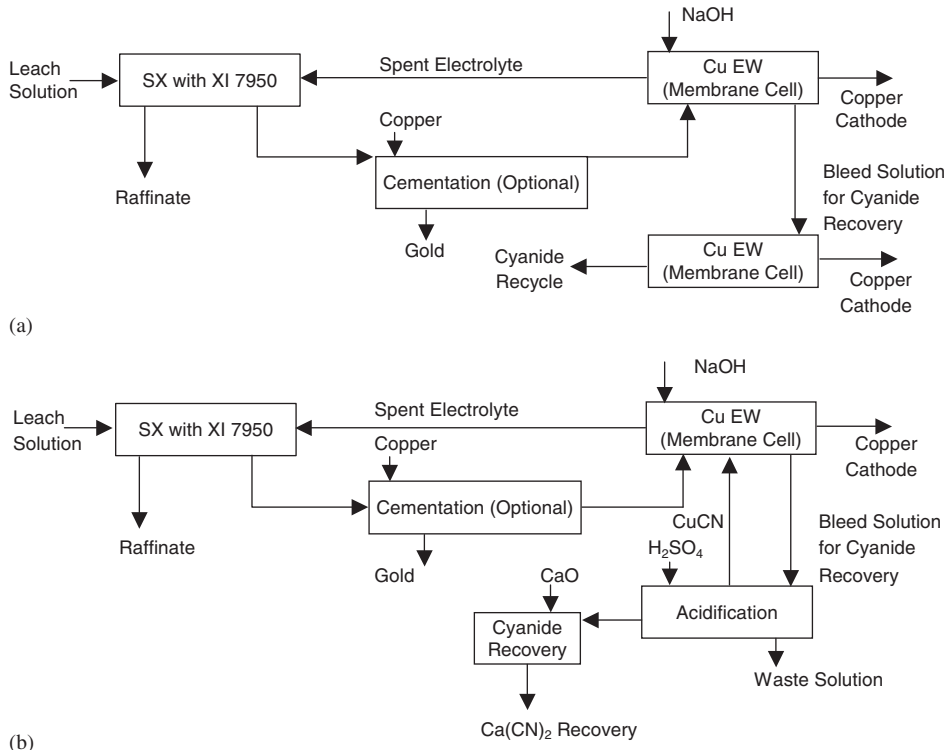 NaOH
Leach
Solution
SX with XI 7950
Spent Electrolyte
Cu EW
(Membrane Cell)
Copper
Cathode
Copper
Cementation (Optional)
Raffinate
Gold
Bleed Solution
for Cyanide
Recovery
Cyanide
Recycle
Cu EW
(Membrane Cell)
Copper
Cathode
(a)
NaOH
Leach
Solution
SX with XI 7950
Spent Electrolyte
Cu EW
(Membrane Cell)
Copper
Cathode
Copper
Cementation (Optional)
Raffinate
Gold
CuCN
H₂SO₄
Bleed Solution
for Cyanide
Recovery
CaO
Acidification
Cyanide
Recovery
Waste Solution
Ca(CN)₂ Recovery
(b)